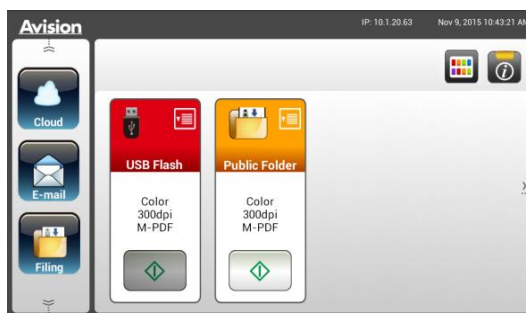 Avision
IP: 10.1.20.63
Nov 9, 2015 10:43:21 AM
Cloud
E-mail
Filing
USB Flash
Color
300dpi
M-PDF
Public Folder
Color
300dpi
M-PDF